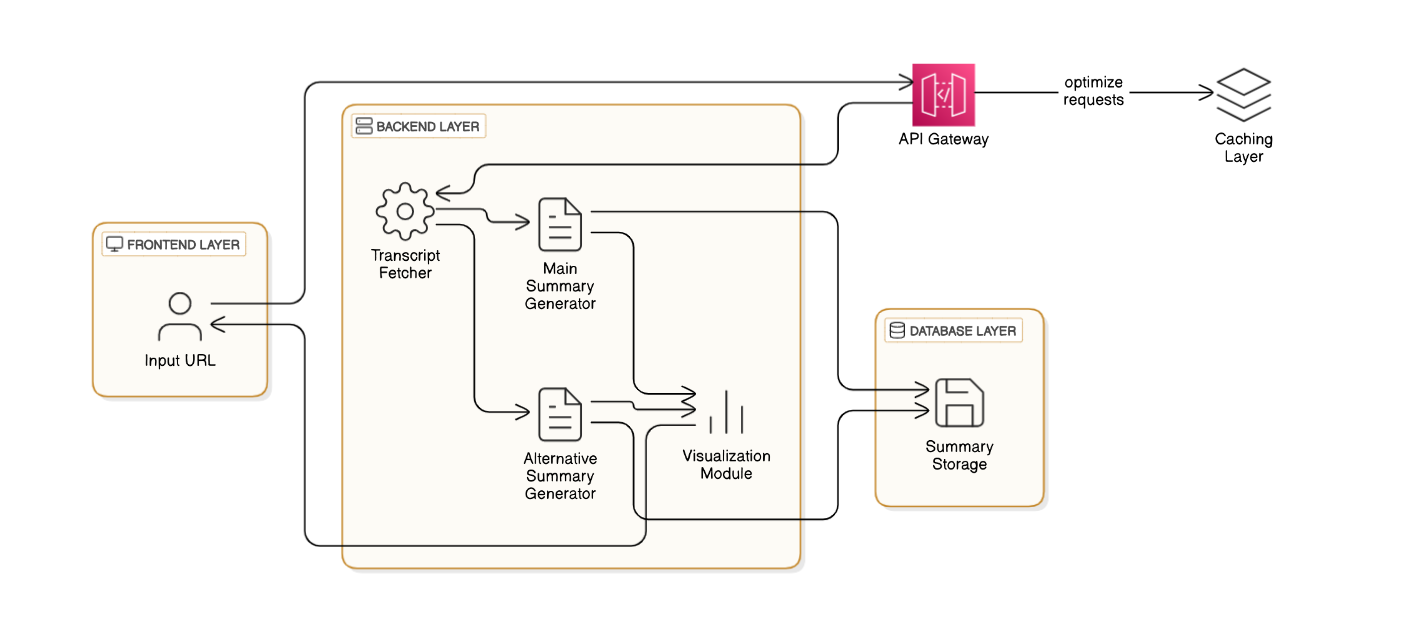 optimize
requests
API Gateway
Caching
Layer
BACKEND LAYER
Transcript
Fetcher
Main
Summary
Generator
FRONTEND LAYER
Input URL
DATABASE LAYER
Summary
Storage
Alternative
Summary
Generator
Visualization
Module